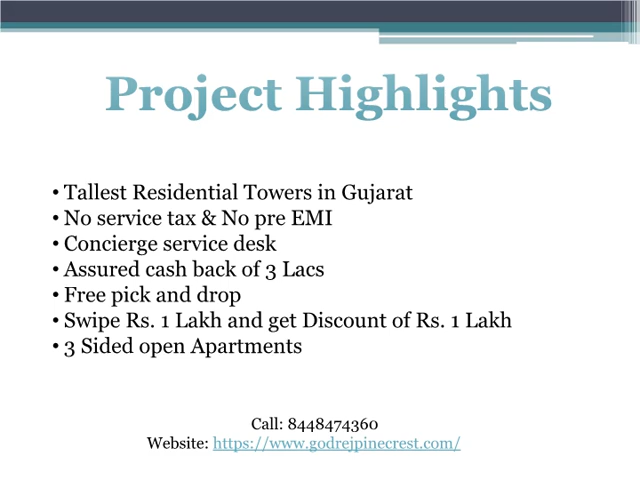 Project Highlights
• Tallest Residential Towers in Gujarat
• No service tax & No pre EMI
• Concierge service desk
• Assured cash back of 3 Lacs
• Free pick and drop
• Swipe Rs. 1 Lakh and get Discount of Rs. 1 Lakh
• 3 Sided open Apartments
Call: 8448474360
Website: https://www.godrejpinecrest.com/